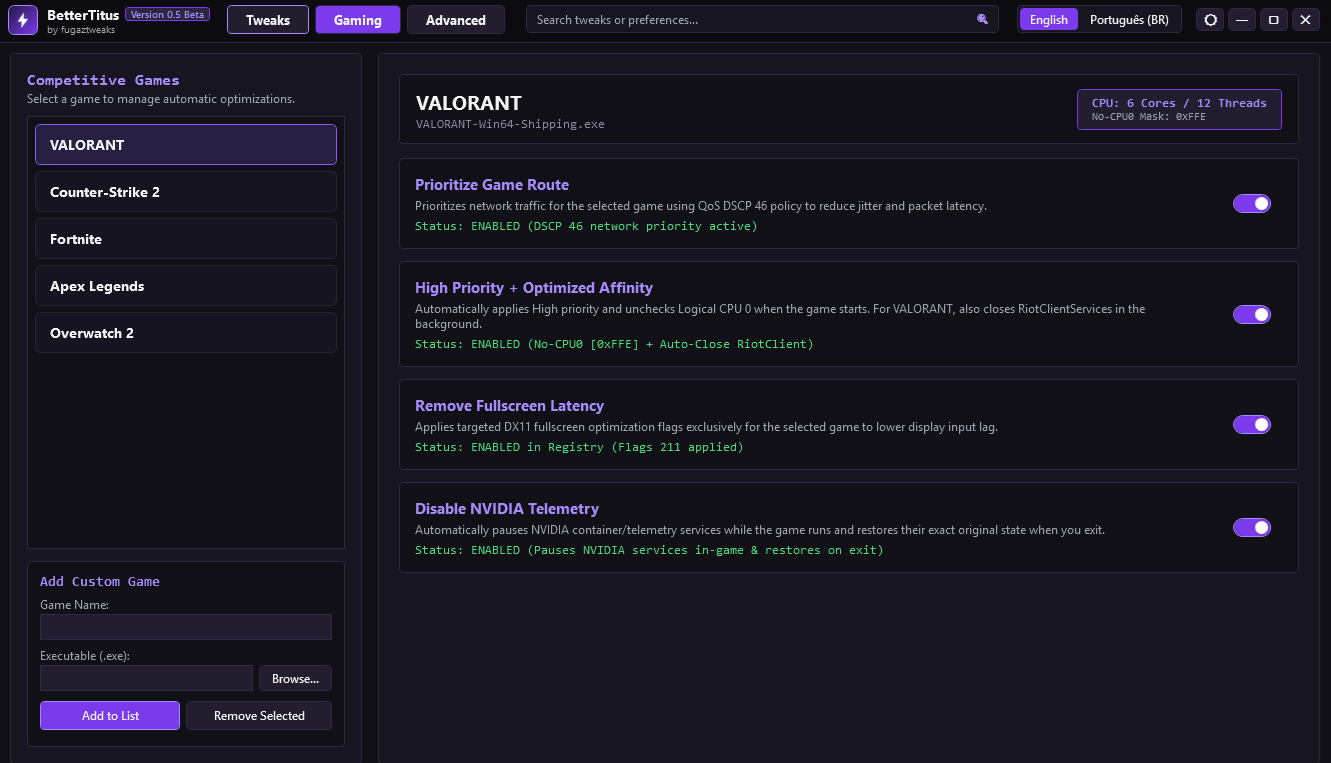 BetterTitus
Version 0.5 Beta
by fugaztweaks
Tweaks
Gaming
Advanced
Search tweaks or preferences...
English
Português (BR)
Competitive Games
Select a game to manage automatic optimizations.
VALORANT
Counter-Strike 2
Fortnite
Apex Legends
Overwatch 2
Add Custom Game
Game Name:
Executable (.exe):
Browse...
Add to List
Remove Selected
VALORANT
VALORANT-Win64-Shipping.exe
CPU: 6 Cores / 12 Threads
No-CPU0 Mask: 0xFFE
Prioritize Game Route
Prioritizes network traffic for the selected game using QoS DSCP 46 policy to reduce jitter and packet latency.
Status: ENABLED (DSCP 46 network priority active)
High Priority + Optimized Affinity
Automatically applies High priority and unchecks Logical CPU 0 when the game starts. For VALORANT, also closes RiotClientServices in the
background.
Status: ENABLED (No-CPU0 [0xFFE] + Auto-Close RiotClient)
Remove Fullscreen Latency
Applies targeted DX11 fullscreen optimization flags exclusively for the selected game to lower display input lag.
Status: ENABLED in Registry (Flags 211 applied)
Disable NVIDIA Telemetry
Automatically pauses NVIDIA container/telemetry services while the game runs and restores their exact original state when you exit.
Status: ENABLED (Pauses NVIDIA services in-game & restores on exit)